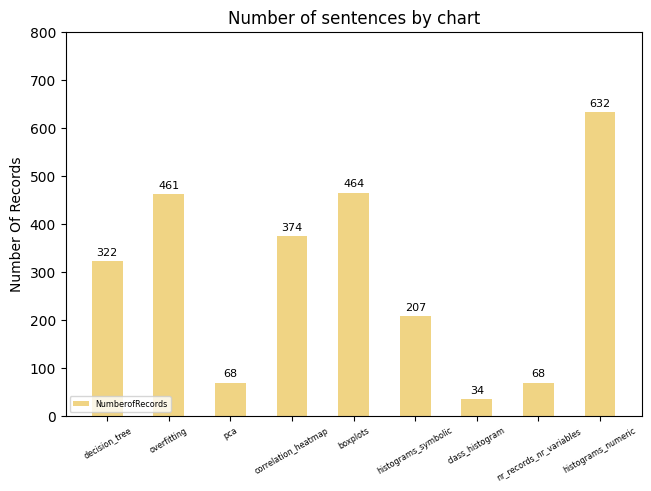 Number of sentences by chart
Number Of Records
800
700
600
500
400
300
200
100
0
322
461
68
374
464
207
34
68
632
NumberofRecords
decision_tree
overfitting
pca
correlation_heatmap
boxplots
histograms_symbolic
class_histogram
nr_records_nr_variables
histograms_numeric